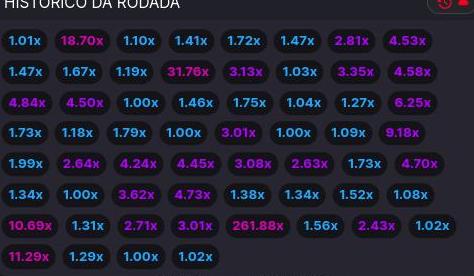 HISTÓRICO DA RODADA
1.01x 18.70x 1.10x 1.41x 1.72x 1.47x 2.81x 4.53x
1.47x 1.67x 1.19x 31.76x 3.13x 1.03x 3.35x 4.58x
4.84x 4.50x 1.00x 1.46x 1.75x 1.04x 1.27x 6.25x
1.73x 1.18x 1.79x 1.00x 3.01x 1.00x 1.09x 9.18x
1.99x 2.64x 4.24x 4.45x 3.08x 2.63x 1.73x 4.70x
1.34x 1.00x 3.62x 4.73x 1.38x 1.34x 1.52x 1.08x
10.69x 1.31x 2.71x 3.01x 261.88x 1.56x 2.43x 1.02x
11.29x 1.29x 1.00x 1.02x